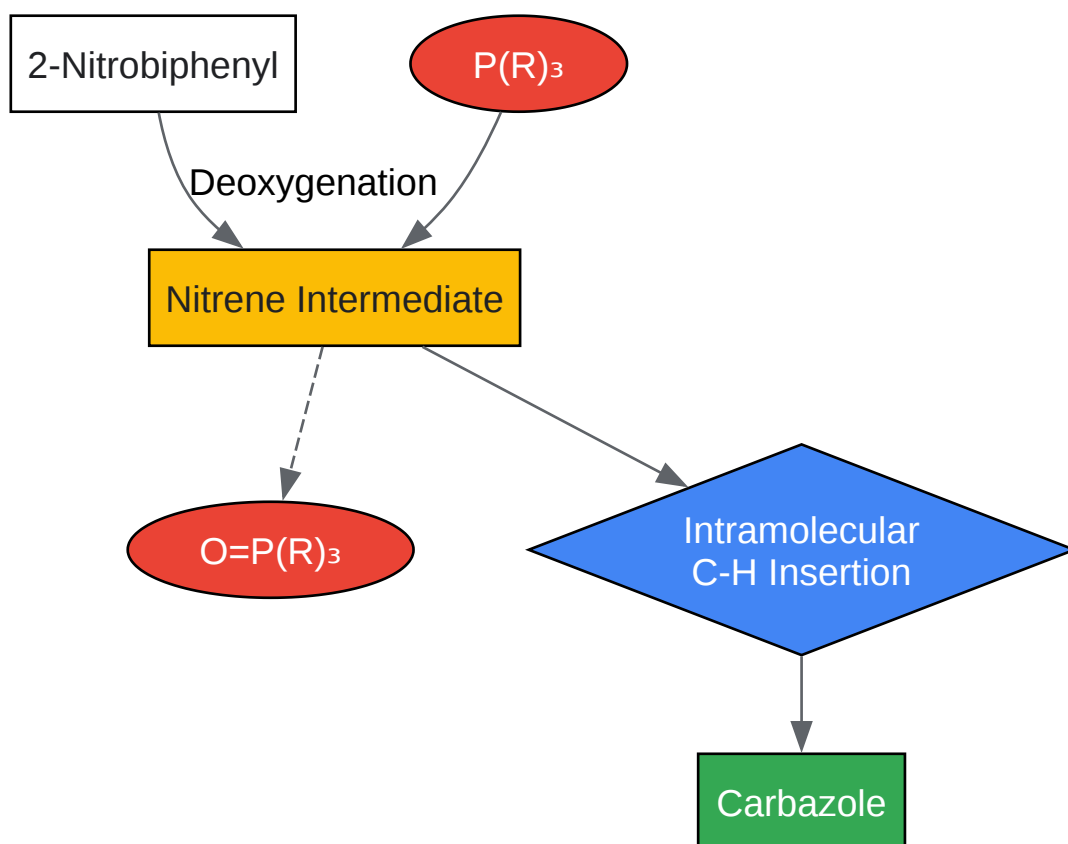 2-Nitrobiphenyl
P(R)₃
Deoxygenation
Nitrene Intermediate
O=P(R)₃
Intramolecular
C-H Insertion
Carbazole